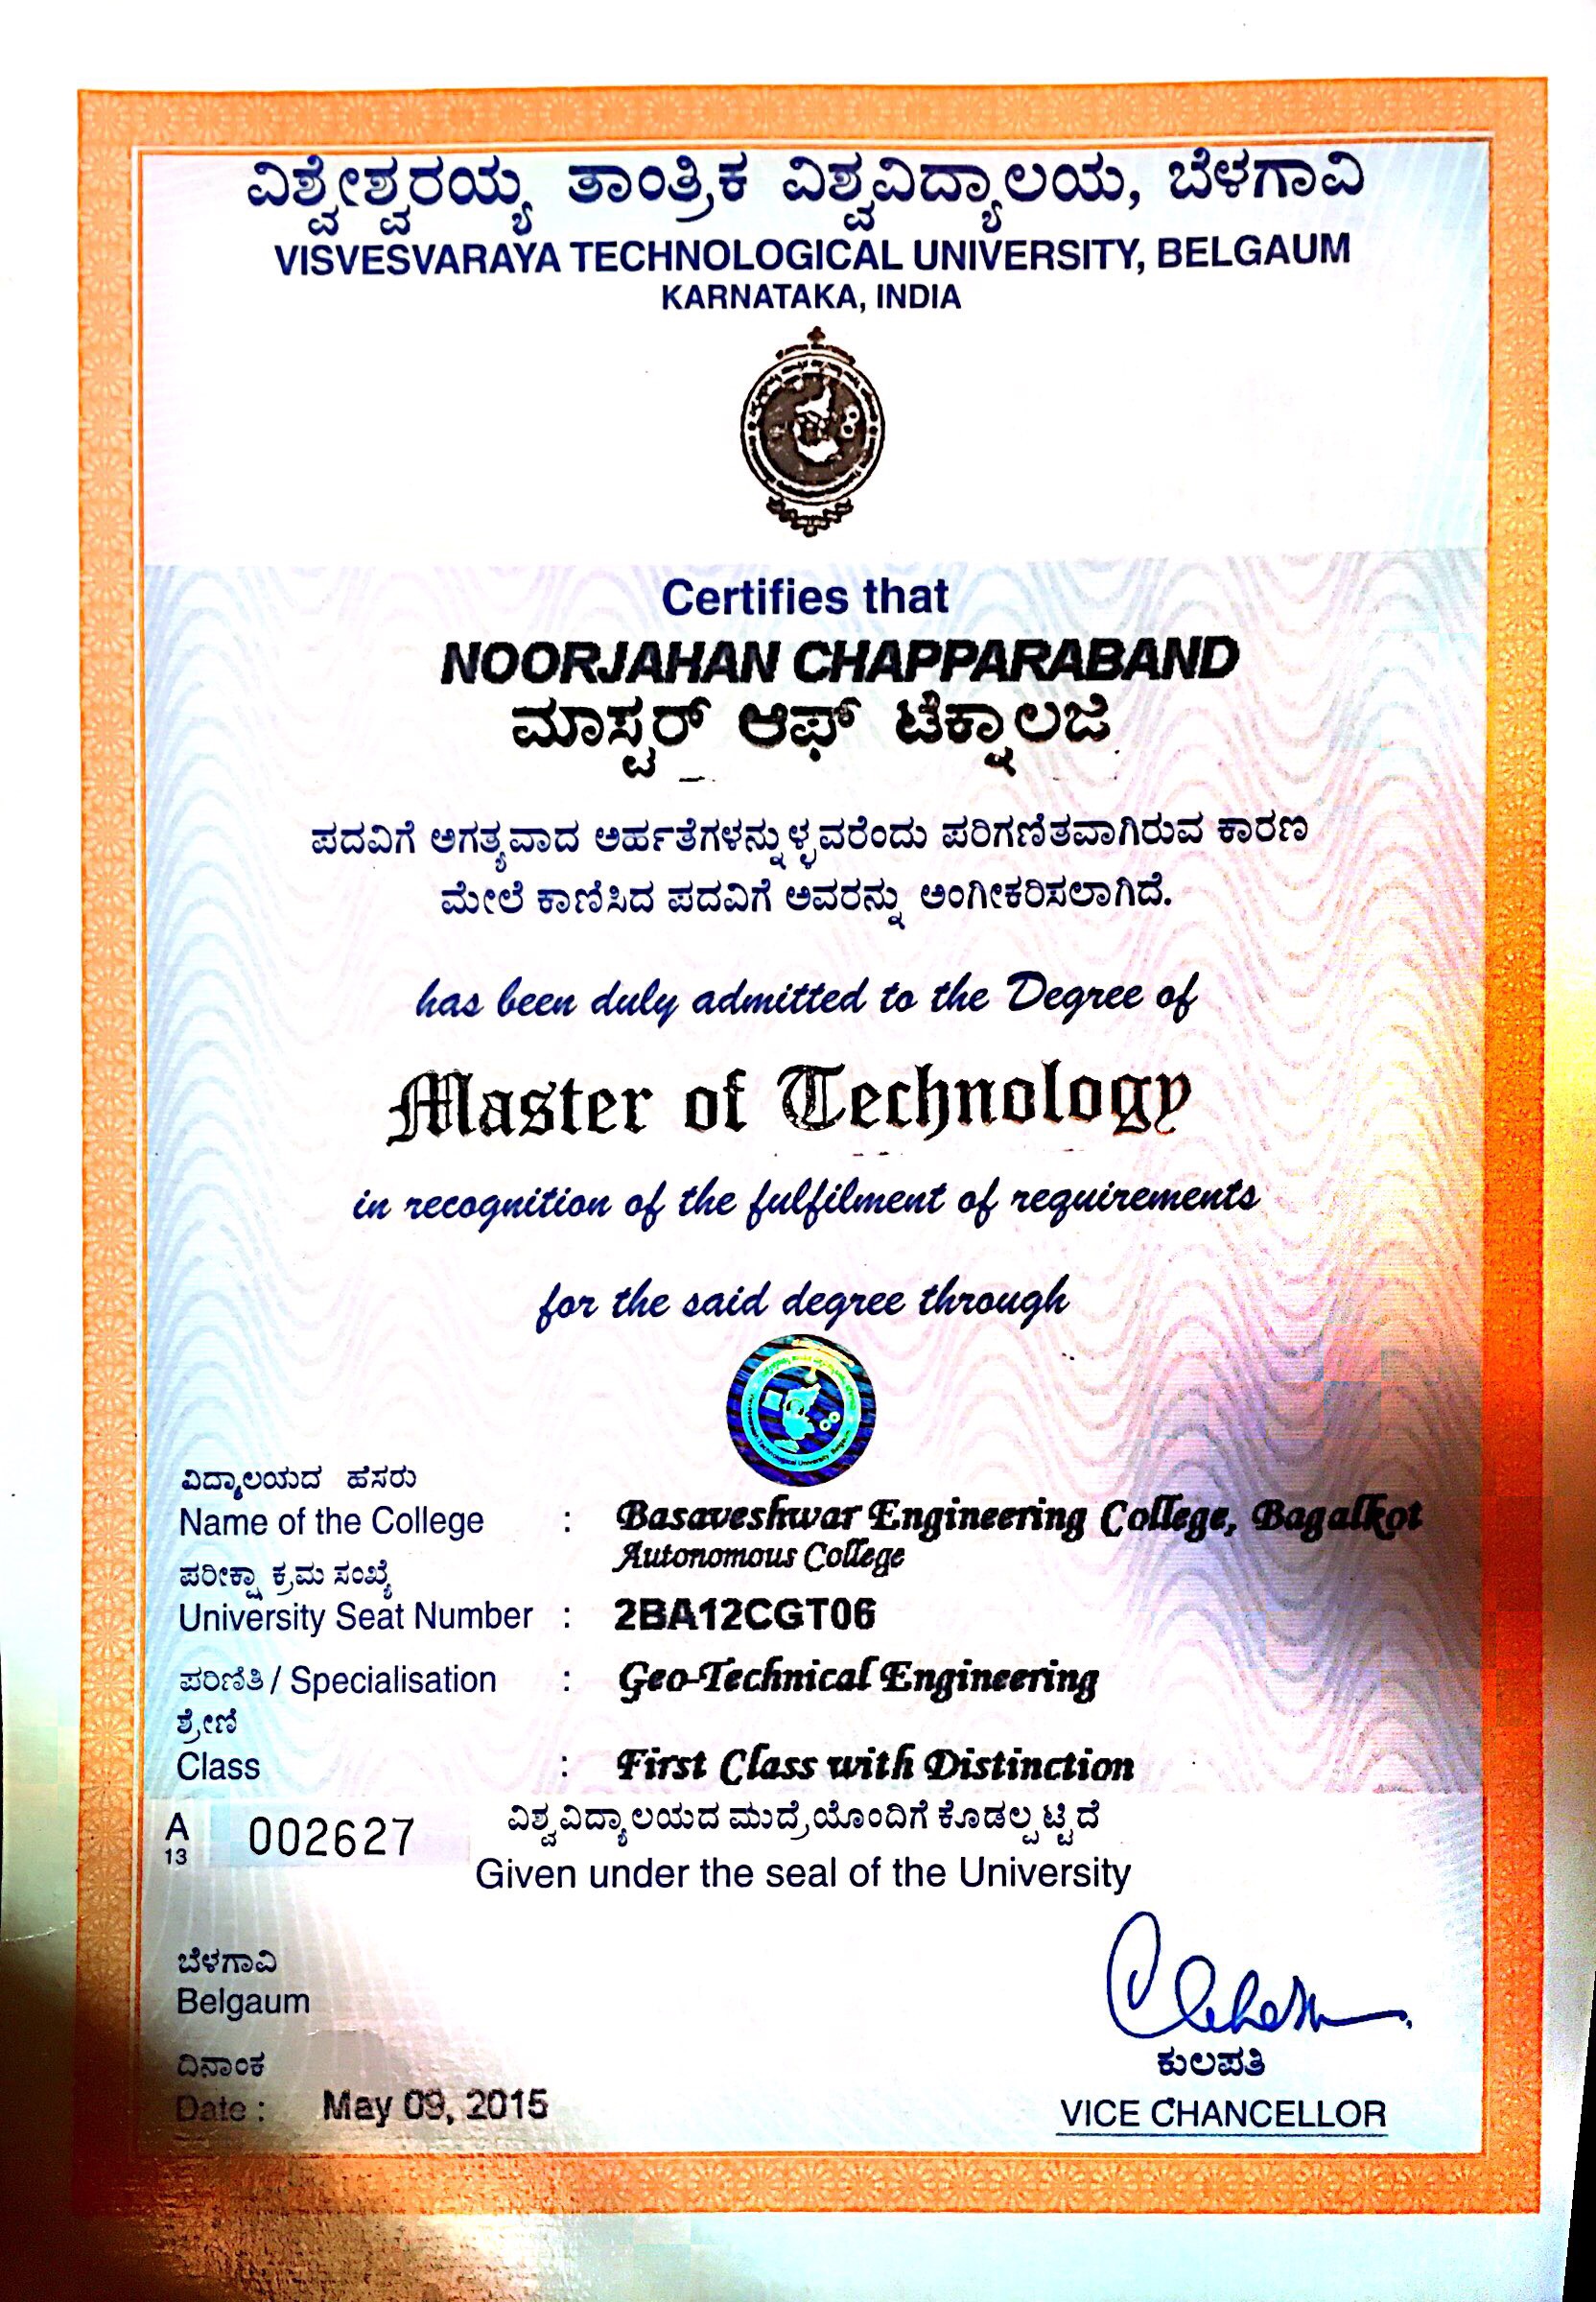 ವಿಶ್ವೇಶ್ವರಯ್ಯ ತಾಂತ್ರಿಕ ವಿಶ್ವವಿದ್ಯಾಲಯ, ಬೆಳಗಾವಿ
VISVESVARAYA TECHNOLOGICAL UNIVERSITY, BELGAUM
KARNATAKA, INDIA
Certifies that
NOORJAHAN CHAPPARABAND
ಮಾಸ್ಟರ್ ಆಫ್ ಟೆಕ್ನಾಲಜಿ
ಪದವಿಗೆ ಅಗತ್ಯವಾದ ಅರ್ಹತೆಗಳನ್ನುಳ್ಳವರೆಂದು ಪರಿಗಣಿತವಾಗಿರುವ ಕಾರಣ
ಮೇಲೆ ಕಾಣಿಸಿದ ಪದವಿಗೆ ಅವರನ್ನು ಅಂಗೀಕರಿಸಲಾಗಿದೆ.
has been duly admitted to the Degree of
Master of Technology
in recognition of the fulfilment of requirements
for the said degree through
ವಿದ್ಯಾಲಯದ ಹೆಸರು
Name of the College : Basaveshwar Engineering College, Bagalkot
Autonomous College
ಪರೀಕ್ಷಾ ಕ್ರಮ ಸಂಖ್ಯೆ
University Seat Number : 2BA12CGT06
ಪರಿಣಿತಿ / Specialisation : Geo-Technical Engineering
ಶ್ರೇಣಿ
Class : First Class with Distinction
A 13 002627
ವಿಶ್ವವಿದ್ಯಾಲಯದ ಮುದ್ರೆಯೊಂದಿಗೆ ಕೊಡಲ್ಪಟ್ಟಿದೆ
Given under the seal of the University
ಬೆಳಗಾವಿ
Belgaum
ದಿನಾಂಕ
Date : May 09, 2015
ಕುಲಪತಿ
VICE CHANCELLOR